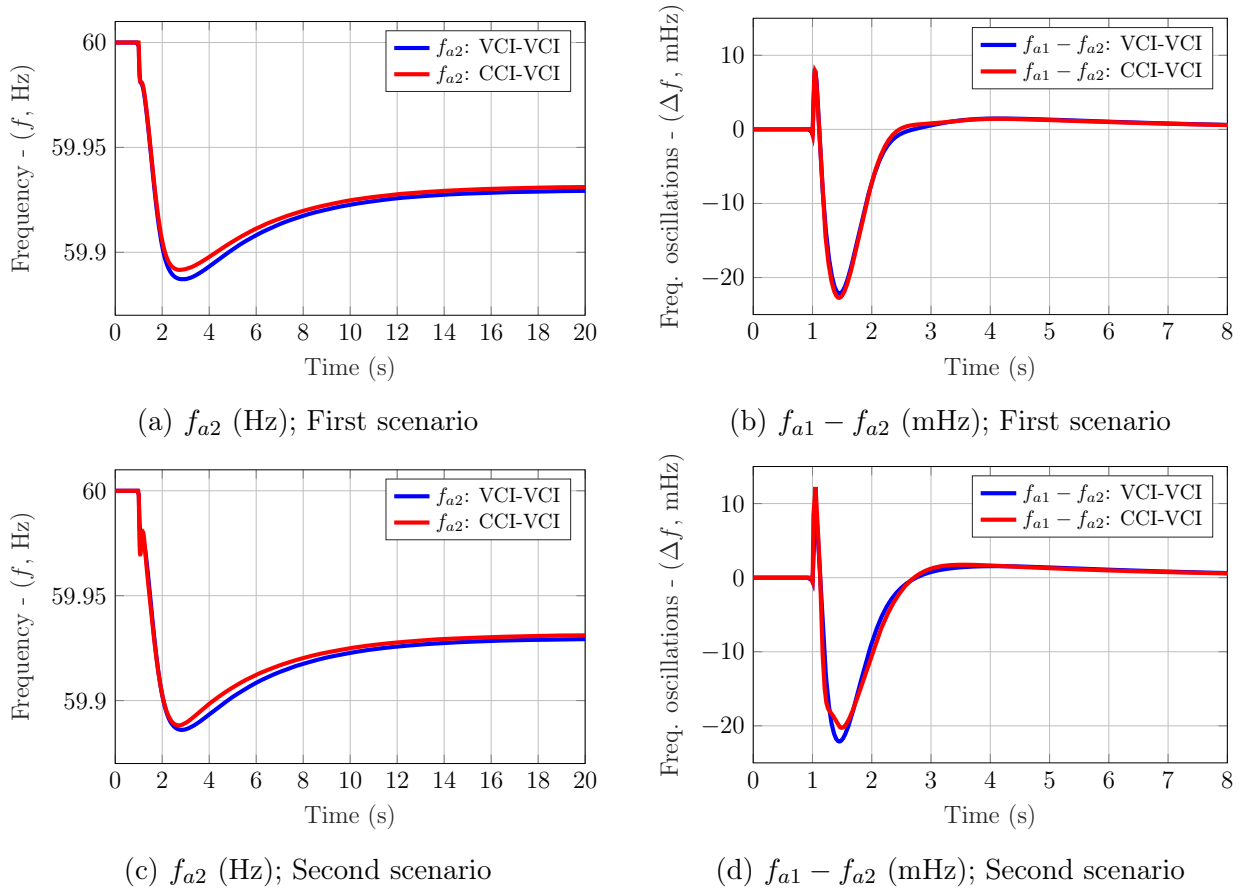 60
59.95
59.9
0 2 4 6 8 10 12 14 16 18 20
Time (s)
Frequency - (f, Hz)
f_{a2}: VCI-VCI
f_{a2}: CCI-VCI
(a) f_{a2} (Hz); First scenario
10
0
−10
−20
0 1 2 3 4 5 6 7 8
Time (s)
Freq. oscillations - (Δf, mHz)
f_{a1} − f_{a2}: VCI-VCI
f_{a1} − f_{a2}: CCI-VCI
(b) f_{a1} − f_{a2} (mHz); First scenario
60
59.95
59.9
0 2 4 6 8 10 12 14 16 18 20
Time (s)
Frequency - (f, Hz)
f_{a2}: VCI-VCI
f_{a2}: CCI-VCI
(c) f_{a2} (Hz); Second scenario
10
0
−10
−20
0 1 2 3 4 5 6 7 8
Time (s)
Freq. oscillations - (Δf, mHz)
f_{a1} − f_{a2}: VCI-VCI
f_{a1} − f_{a2}: CCI-VCI
(d) f_{a1} − f_{a2} (mHz); Second scenario